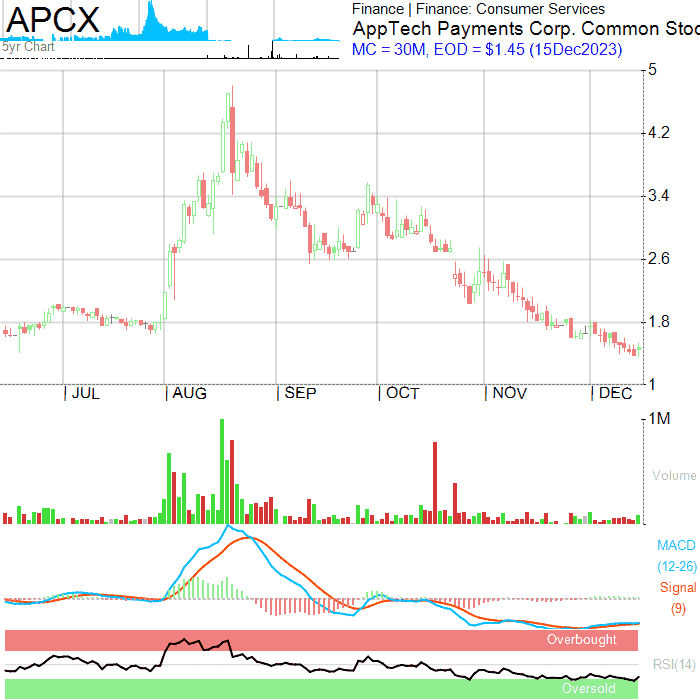 APCX
5yr Chart
Finance | Finance: Consumer Services
AppTech Payments Corp. Common Stoc
MC = 30M, EOD = $1.45 (15Dec2023)
5
4.2
3.4
2.6
1.8
1
| JUL | AUG | SEP | OCT | NOV | DEC
1M
Volume
MACD
(12-26)
Signal
(9)
Overbought
RSI(14)
Oversold